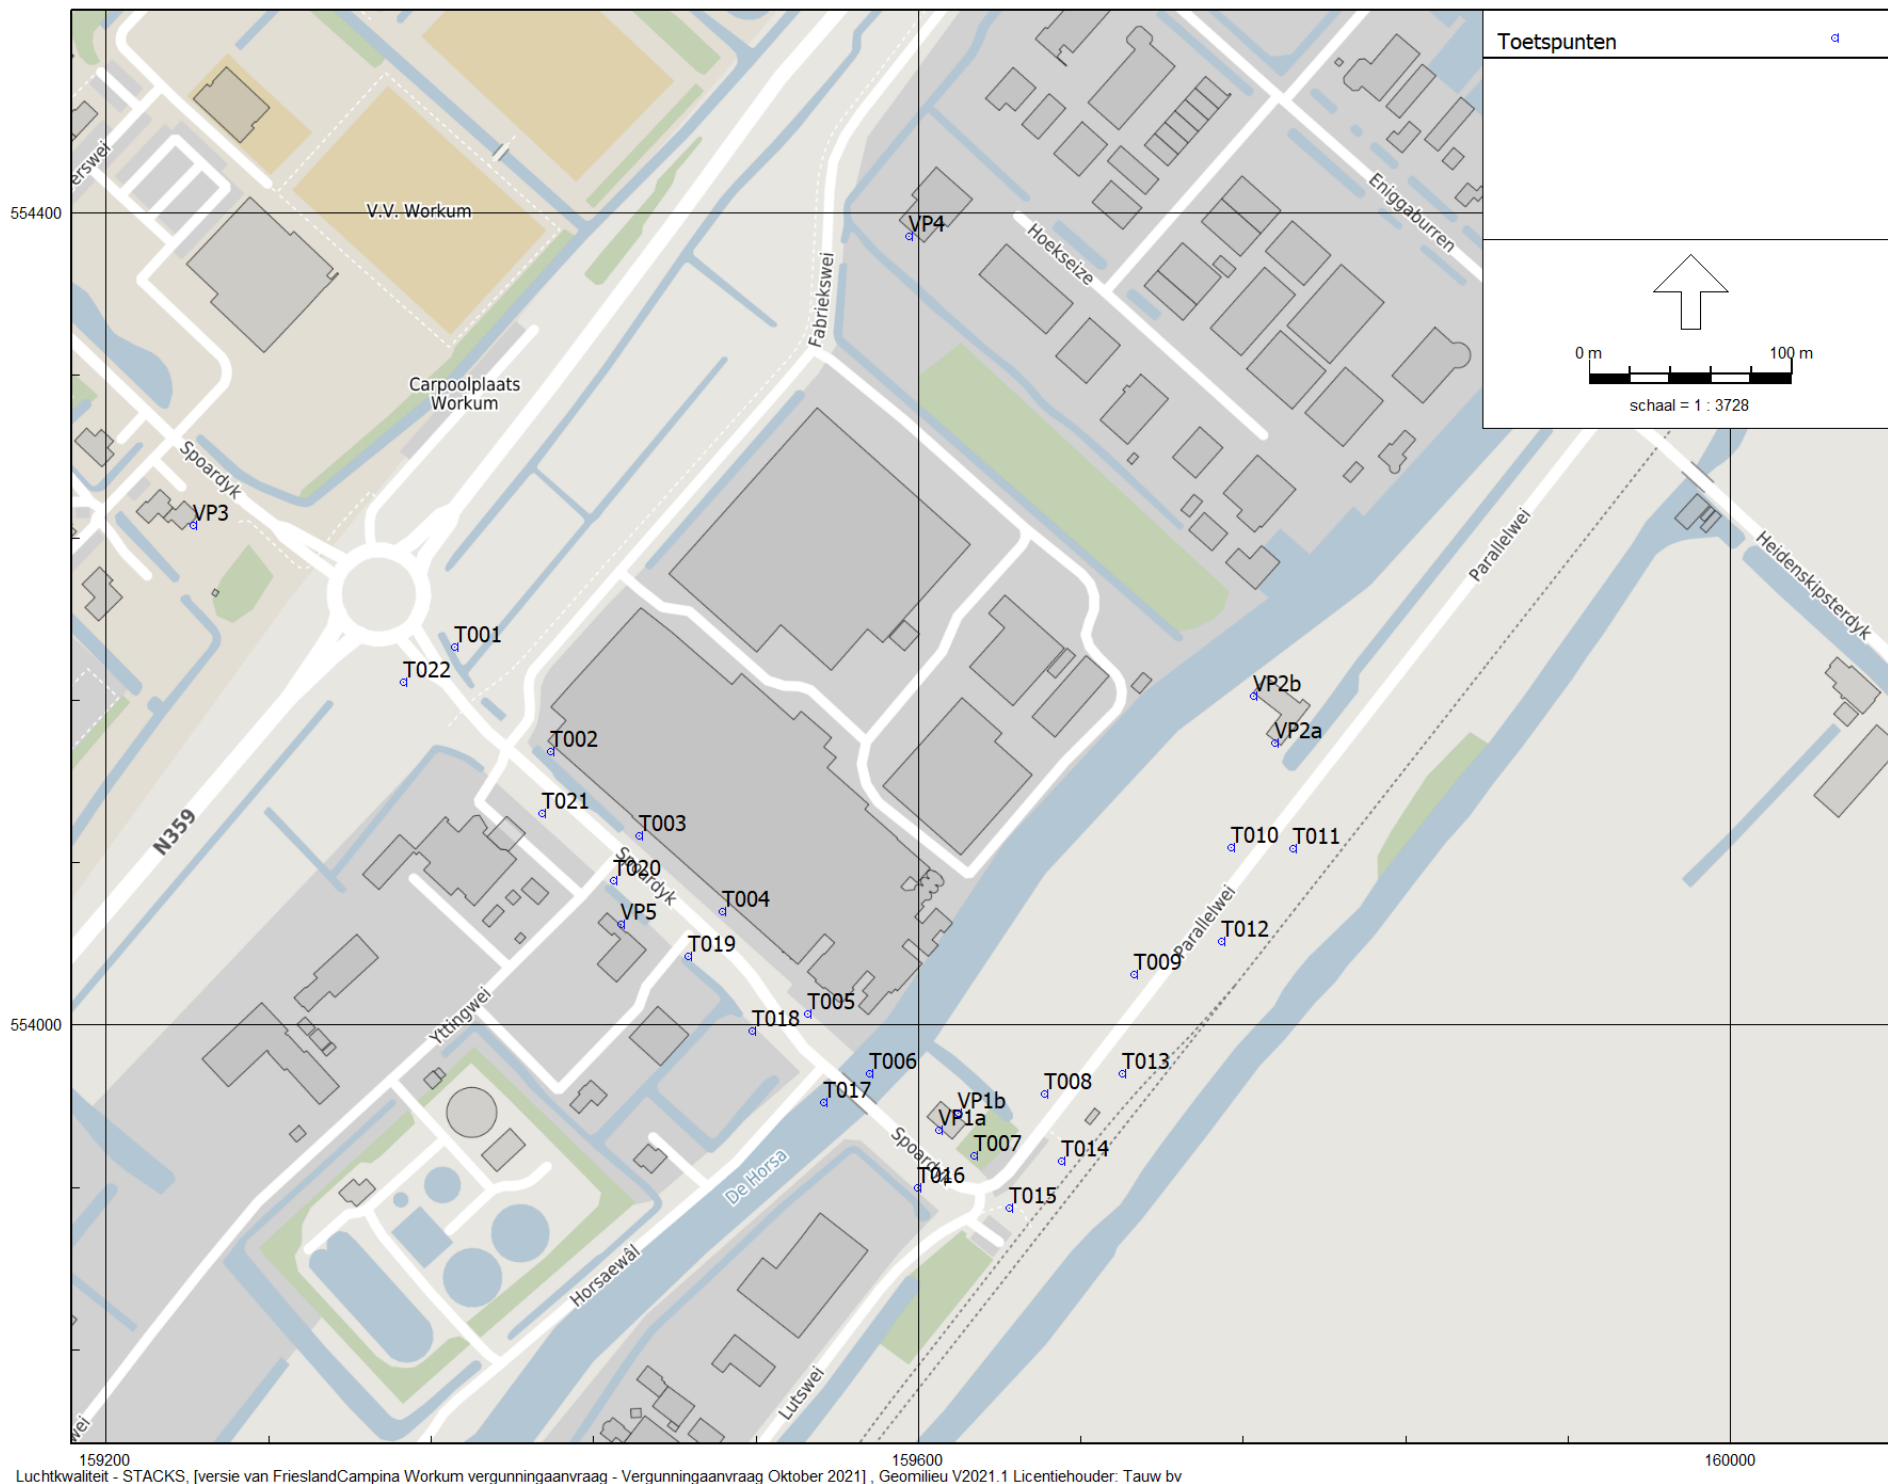 Toetspunten
0 m 100 m
schaal = 1 : 3728
554400
554000
159200
159600
160000
erswei
V.V. Workum
Carpoolplaats
Workum
Fabriekswei
VP4
Hoekseize
Eniggaburren
Spoardyk
VP3
Parallelwei
Heidenskipsterdyk
T001
T022
VP2b
VP2a
T002
T021
T003
N359
T010
T011
Spoardyk
T020
T004
VP5
Parallelwei
T012
T019
T009
Yttingwei
T005
T018
T006
T013
T017
T008
VP1b
VP1a
Spoardyk
T007
T014
De Horsa
T016
T015
Horsaewâl
Lutswei
wei
Luchtkwaliteit - STACKS, [versie van FrieslandCampina Workum vergunningaanvraag - Vergunningaanvraag Oktober 2021] , Geomilieu V2021.1 Licentiehouder: Tauw bv